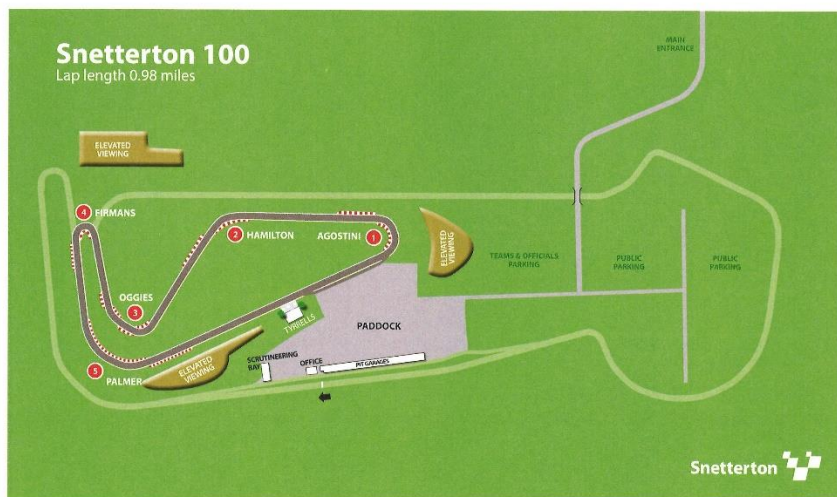 Snetterton 100
Lap length 0.98 miles
MAIN
ENTRANCE
ELEVATED
VIEWING
4 FIRMANS
2 HAMILTON
AGOSTINI 1
ELEVATED
VIEWING
TEAMS & OFFICIALS
PARKING
PUBLIC
PARKING
PUBLIC
PARKING
OGGIES
3
TYRRELLS
PADDOCK
5 PALMER
ELEVATED
VIEWING
SCRUTINEERING
BAY
OFFICE
PIT GARAGES
Snetterton